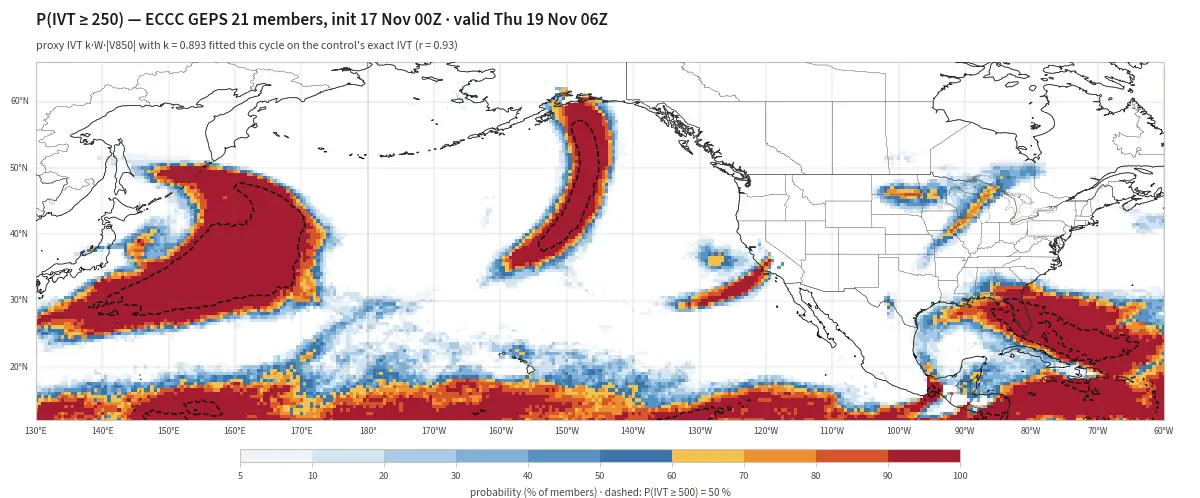 P(IVT ≥ 250) — ECCC GEPS 21 members, init 17 Nov 00Z · valid Thu 19 Nov 06Z
proxy IVT k·W·|V850| with k = 0.893 fitted this cycle on the control's exact IVT (r = 0.93)
60°N
50°N
40°N
30°N
20°N
130°E 140°E 150°E 160°E 170°E 180° 170°W 160°W 150°W 140°W 130°W 120°W 110°W 100°W 90°W 80°W 70°W 60°W
5 10 20 30 40 50 60 70 80 90 100
probability (% of members) · dashed: P(IVT ≥ 500) = 50 %